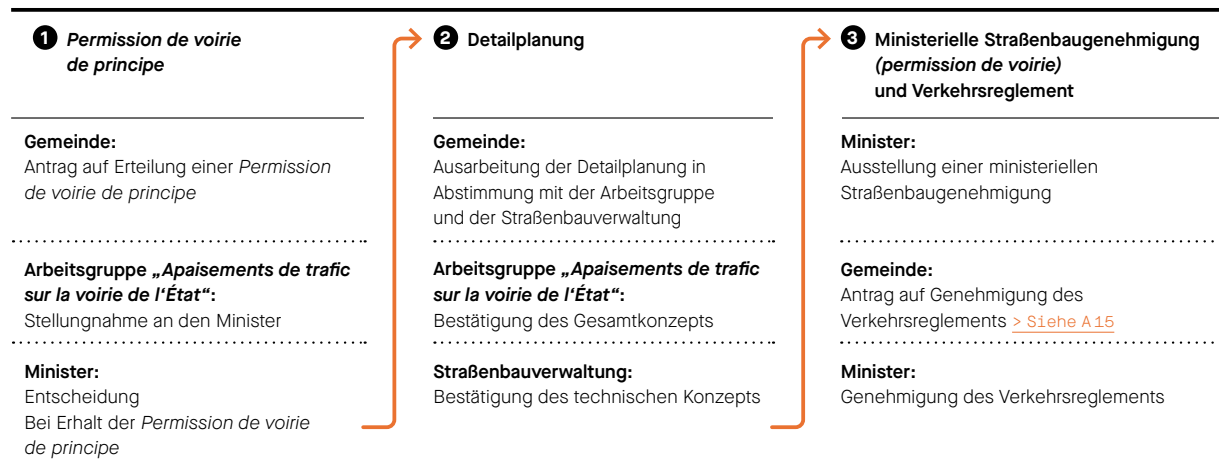 1 Permission de voirie
de principe
Gemeinde:
Antrag auf Erteilung einer Permission
de voirie de principe
Arbeitsgruppe „Apaisements de trafic
sur la voirie de l‘État“:
Stellungnahme an den Minister
Minister:
Entscheidung
Bei Erhalt der Permission de voirie
de principe
2 Detailplanung
Gemeinde:
Ausarbeitung der Detailplanung in
Abstimmung mit der Arbeitsgruppe
und der Straßenbauverwaltung
Arbeitsgruppe „Apaisements de trafic
sur la voirie de l‘État“:
Bestätigung des Gesamtkonzepts
Straßenbauverwaltung:
Bestätigung des technischen Konzepts
3 Ministerielle Straßenbaugenehmigung
(permission de voirie)
und Verkehrsreglement
Minister:
Ausstellung einer ministeriellen
Straßenbaugenehmigung
Gemeinde:
Antrag auf Genehmigung des
Verkehrsreglements > Siehe A 15
Minister:
Genehmigung des Verkehrsreglements